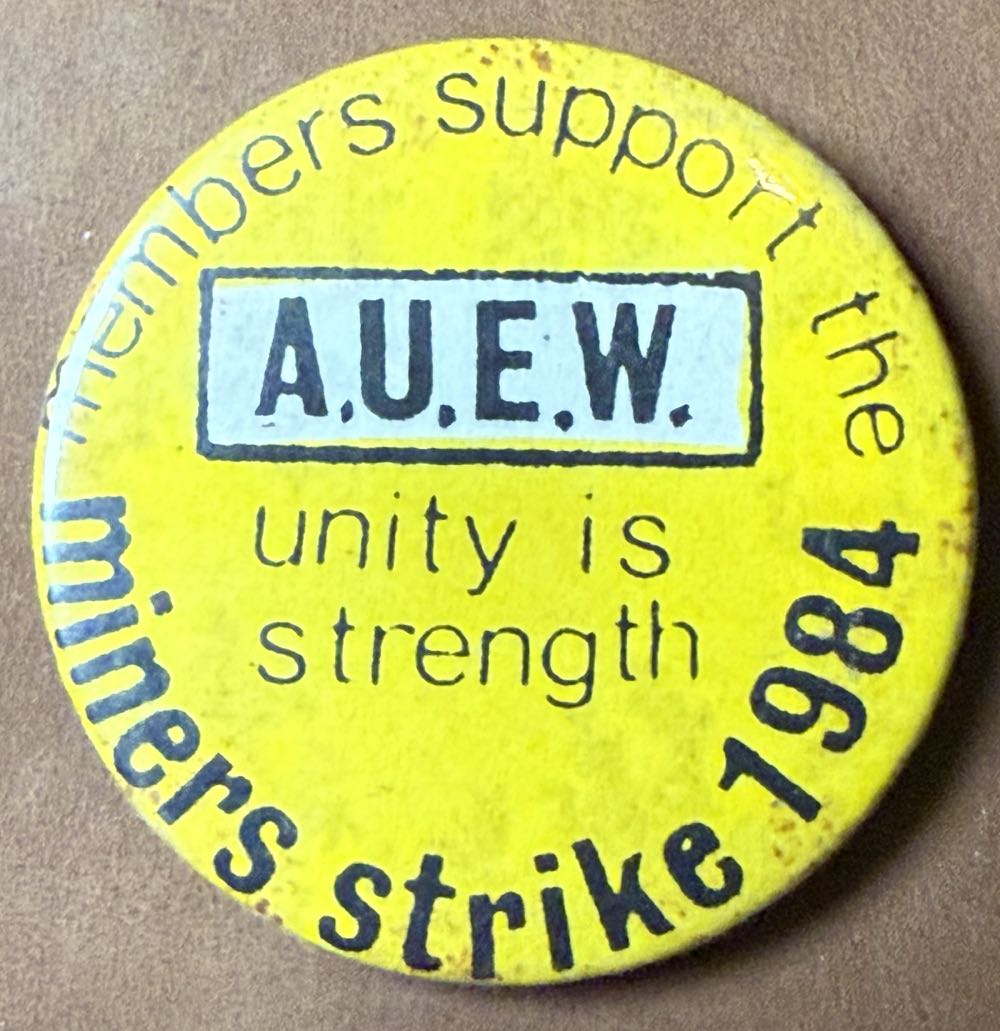 members support the
A.U.E.W.
unity is
strength
miners strike 1984